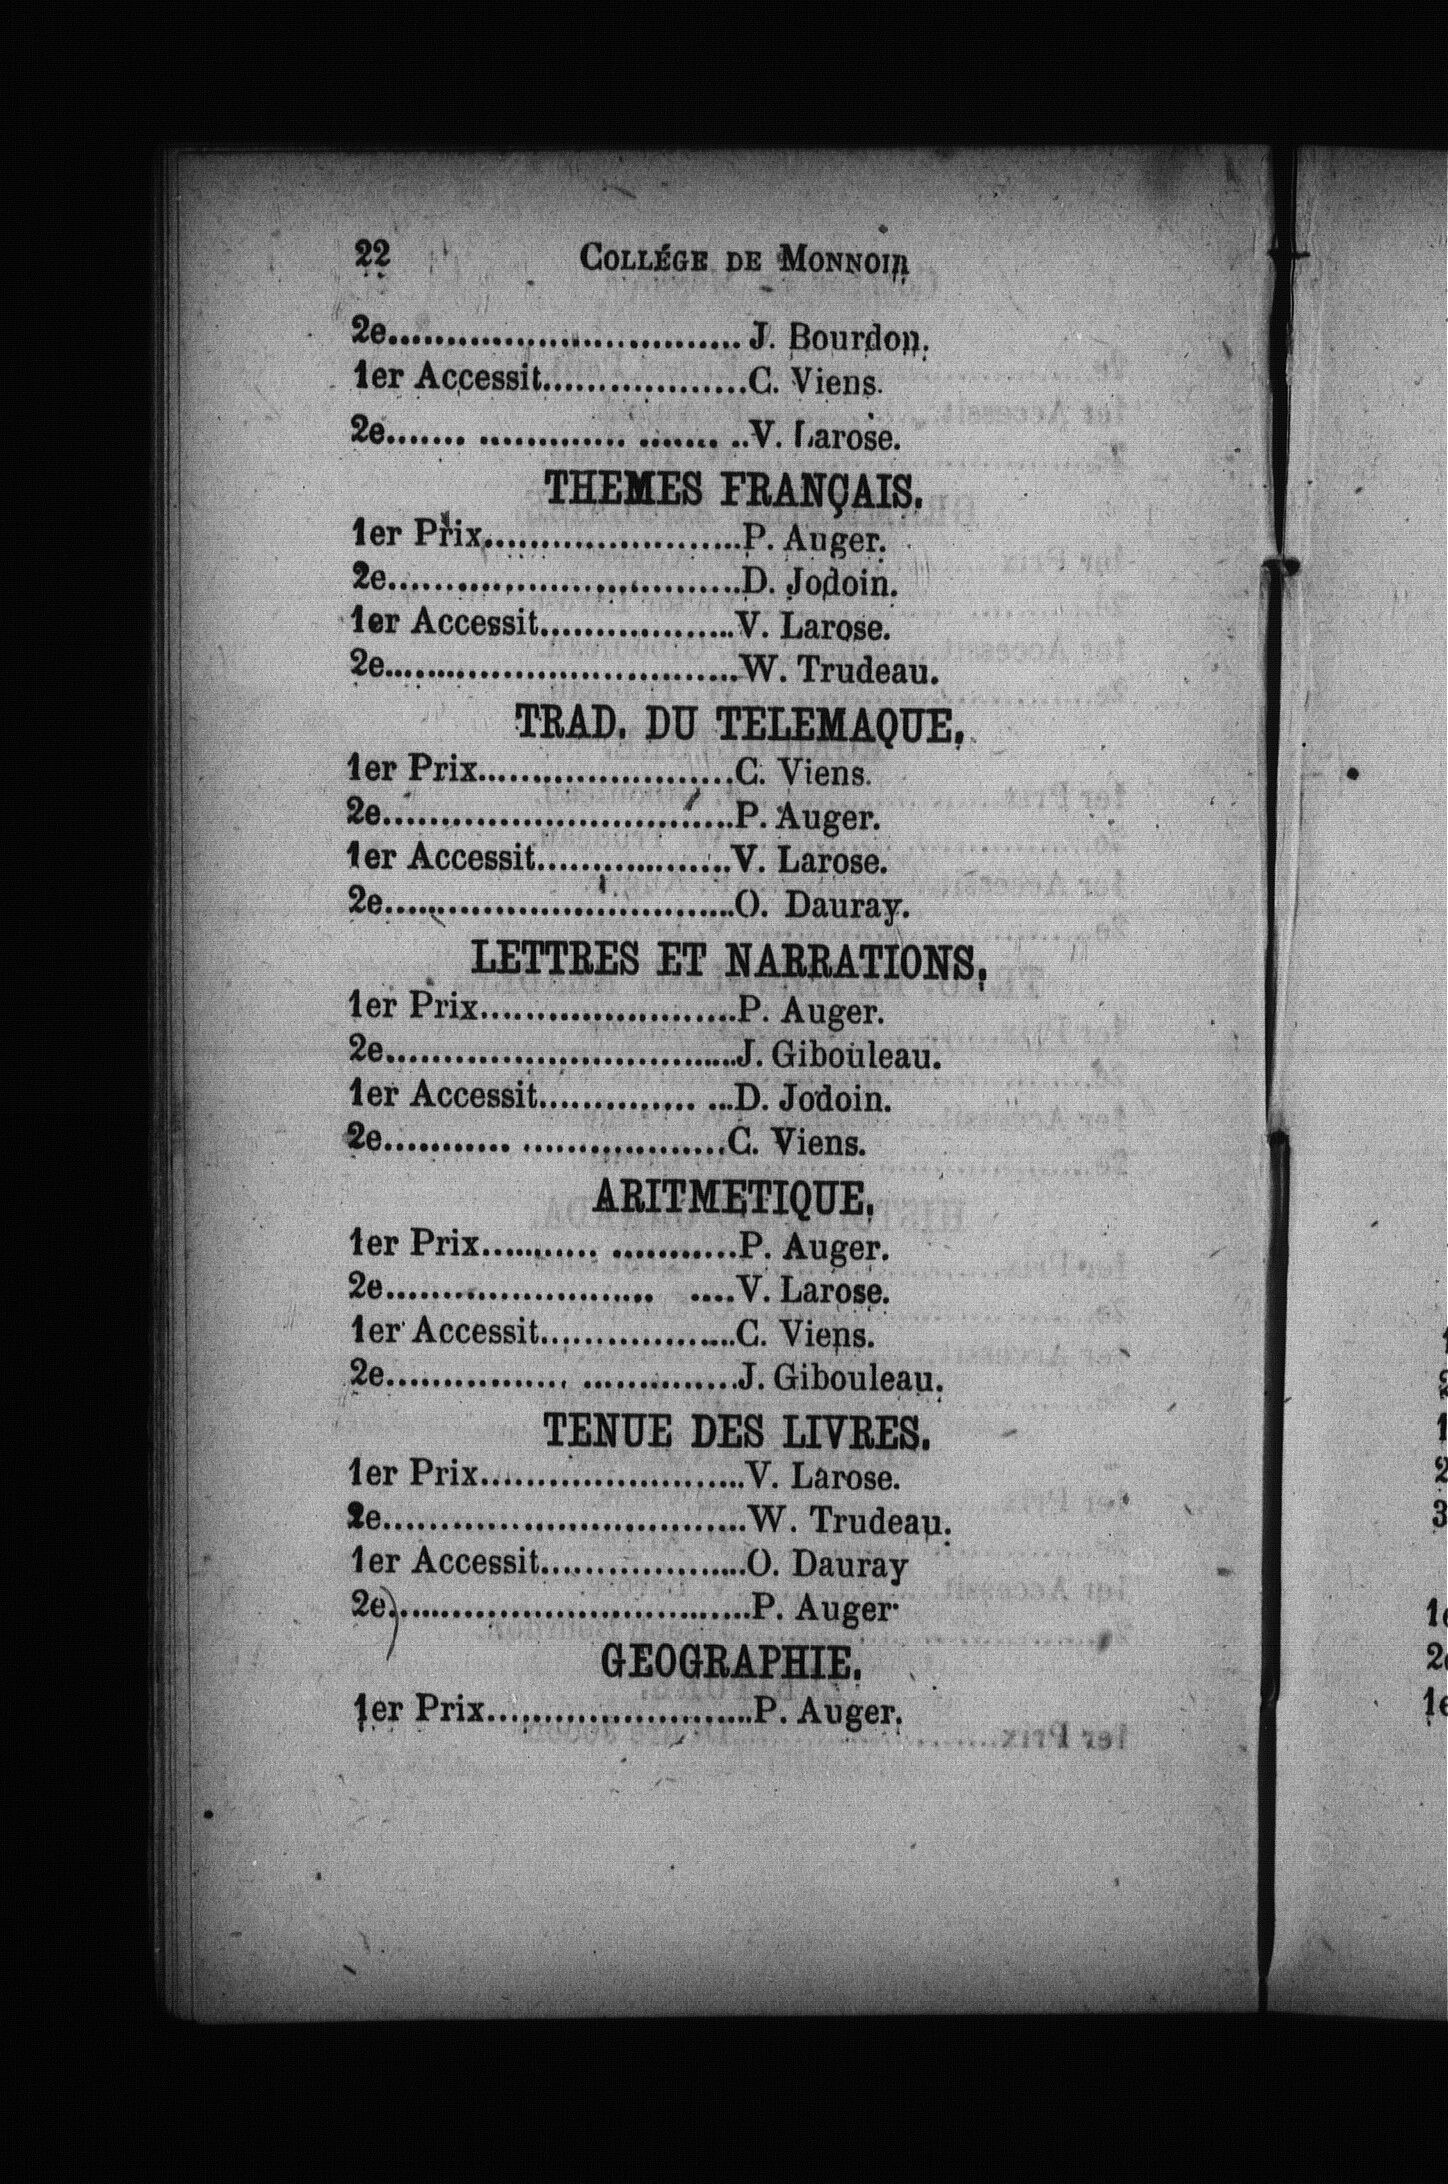 22 COLLÉGE DE MONNOIR
2e.............................. J. Bourdon.
1er Accessit..................C. Viens.
2e....... ............. ....... ..V. Larose.
THEMES FRANÇAIS.
1er Prix.......................P. Auger.
2e...............................D. Jodoin.
1er Accessit.................V. Larose.
2e...............................W. Trudeau.
TRAD. DU TELEMAQUE.
1er Prix.......................C. Viens.
2e...............................P. Auger.
1er Accessit.................V. Larose.
2e...............................O. Dauray.
LETTRES ET NARRATIONS.
1er Prix.......................P. Auger.
2e...............................J. Gibouleau.
1er Accessit.............. ...D. Jodoin.
2e........... ..................C. Viens.
ARITMETIQUE.
1er Prix.......... ...........P. Auger.
2e....................... ....V. Larose.
1er Accessit.................C. Viens.
2e................ ..............J. Gibouleau.
TENUE DES LIVRES.
1er Prix.......................V. Larose.
2e...............................W. Trudeau.
1er Accessit..................O. Dauray
2e................................P. Auger.
GEOGRAPHIE.
1er Prix.......................P. Auger.